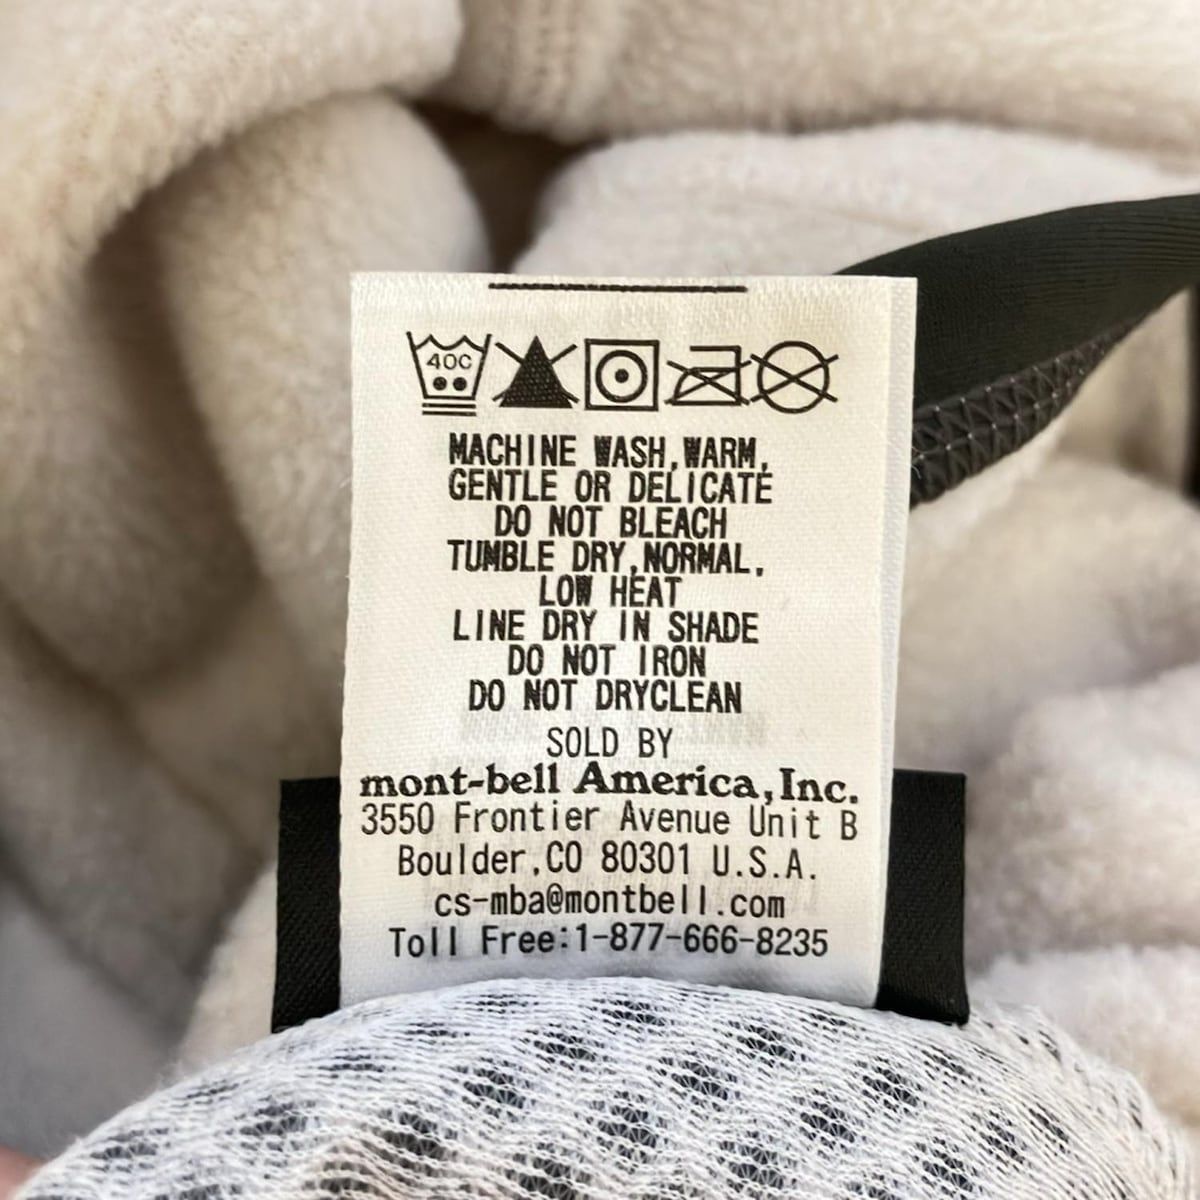 40C
MACHINE WASH,WARM,
GENTLE OR DELICATE
DO NOT BLEACH
TUMBLE DRY,NORMAL,
LOW HEAT
LINE DRY IN SHADE
DO NOT IRON
DO NOT DRYCLEAN
SOLD BY
mont-bell America,Inc.
3550 Frontier Avenue Unit B
Boulder,CO 80301 U.S.A.
cs-mba@montbell.com
Toll Free:1-877-666-8235